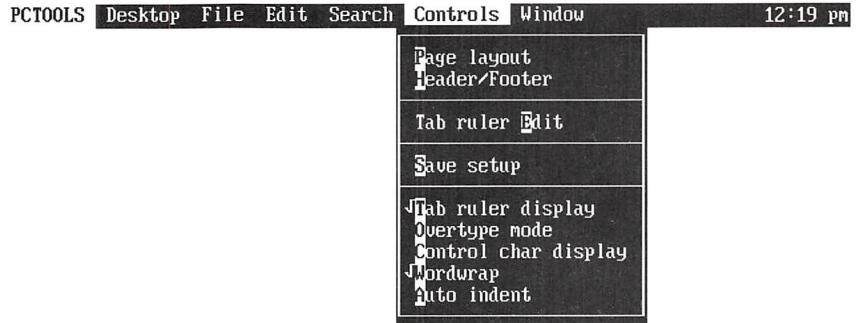 PCTOOLS Desktop File Edit Search Controls Window 12:19 pm
Page layout
Header/Footer
Tab ruler Edit
Save setup
√Tab ruler display
Overtype mode
Control char display
√Wordwrap
Auto indent